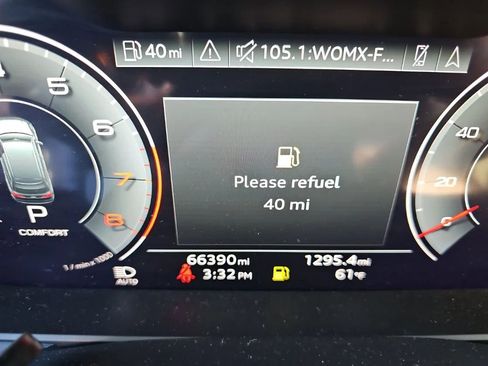 40 mi
105.1:WOMX-F...
4
5
6
7
8
P
COMFORT
1 / min x 1000
AUTO
Please refuel
40 mi
66390 mi
3:32 PM
1295.4 mi
61°F
40
20
0